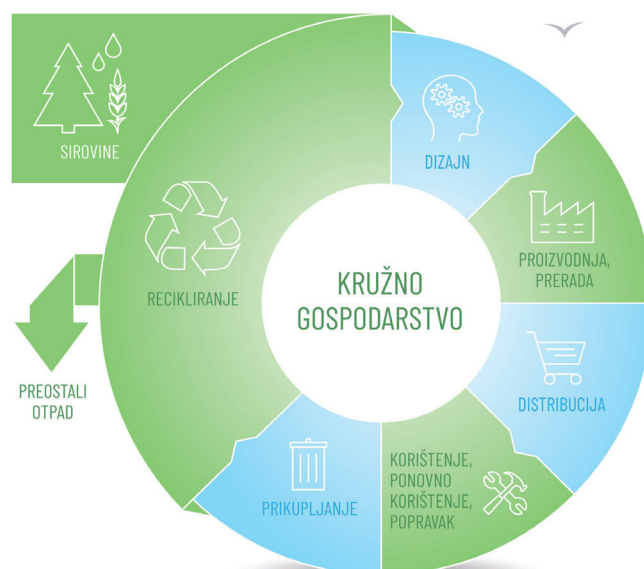 SIROVINE
DIZAJN
PROIZVODNJA,
PRERADA
RECIKLIRANJE
KRUŽNO
GOSPODARSTVO
PREOSTALI
OTPAD
DISTRIBUCIJA
KORIŠTENJE,
PONOVNO
KORIŠTENJE,
POPRAVAK
PRIKUPLJANJE